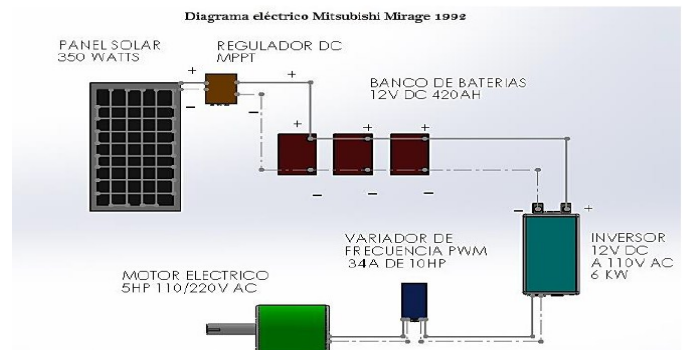 Diagrama eléctrico Mitsubishi Mirage 1992
PANEL SOLAR
350 WATTS
REGULADOR DC
MPPT
BANCO DE BATERIAS
12V DC 420AH
+
+
-
-
+
+
+
-
-
-
-
+
VARIADOR DE
FRECUENCIA PWM
34A DE 10HP
INVERSOR
12V DC
A 110V AC
6 KW
MOTOR ELECTRICO
5HP 110/220V AC